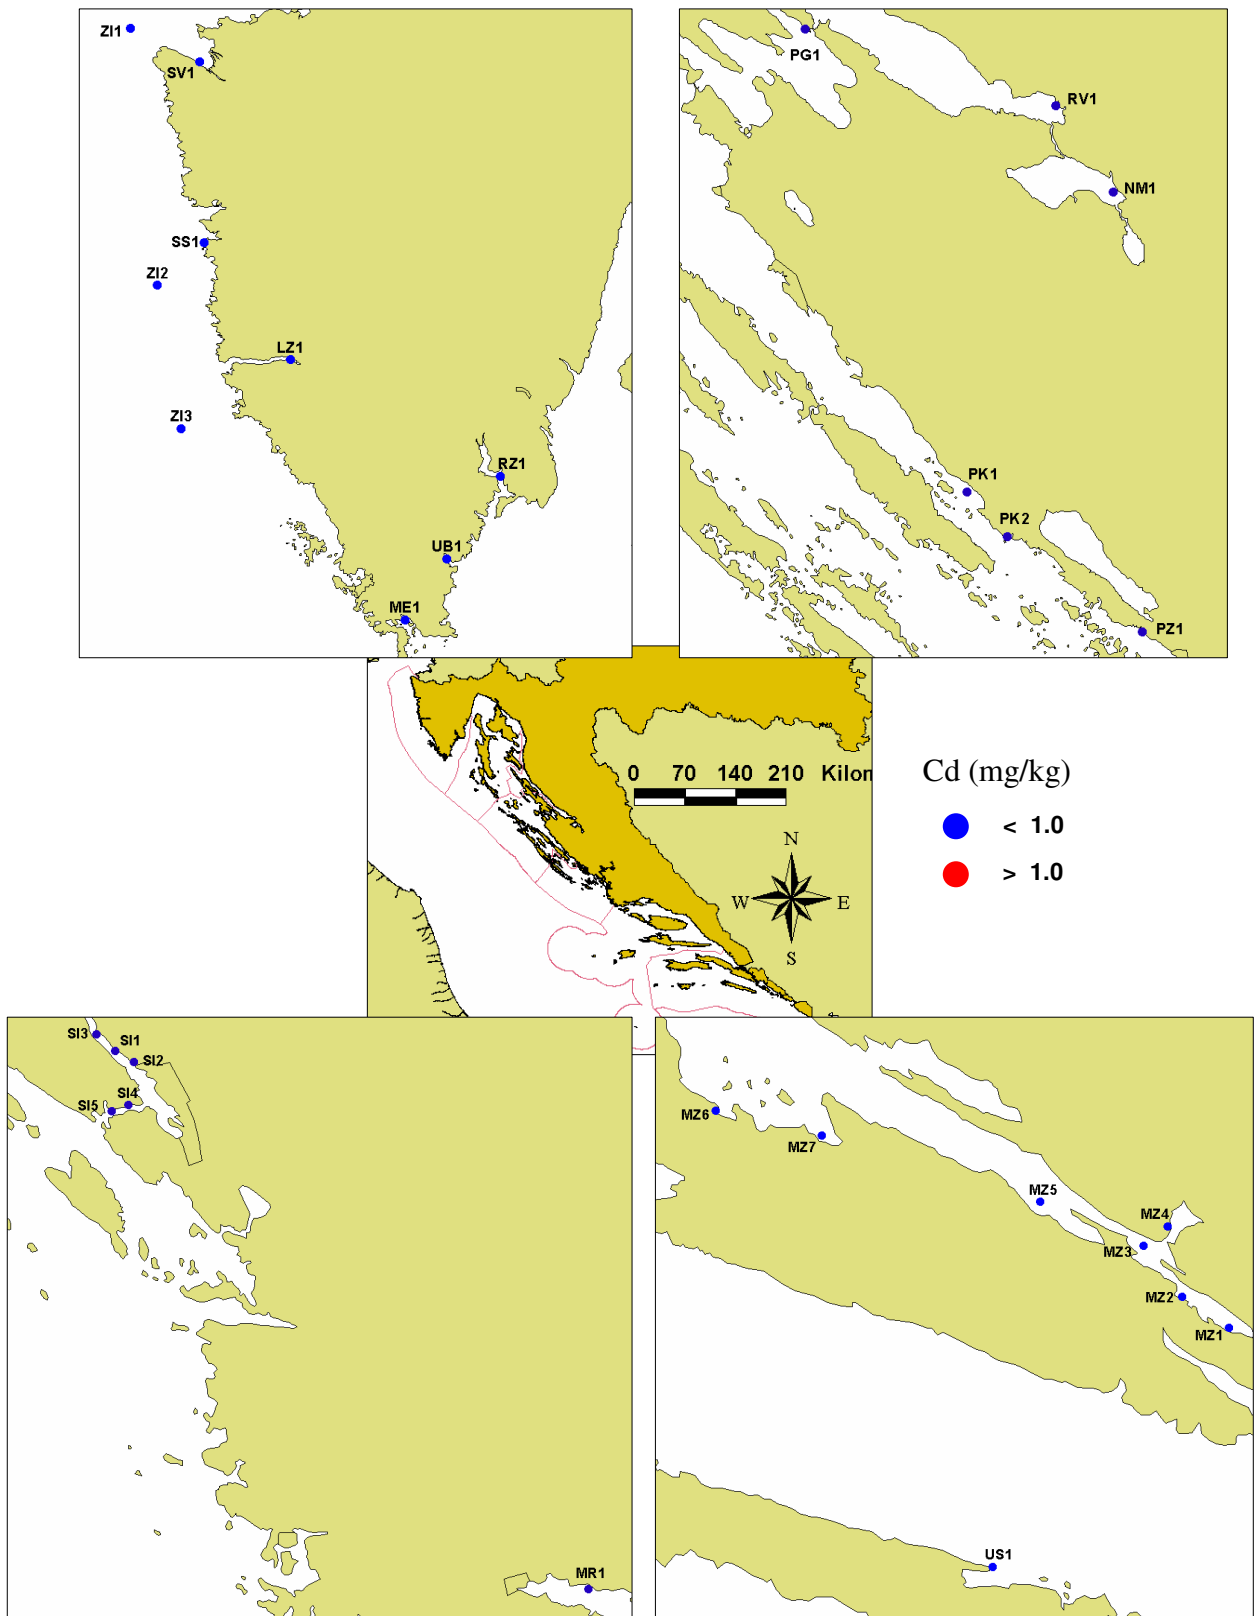 ZI1
SV1
SS1
ZI2
LZ1
ZI3
RZ1
UB1
ME1
PG1
RV1
NM1
PK1
PK2
PZ1
0 70 140 210 Kilon
N
W E
S
Cd (mg/kg)
< 1.0
> 1.0
SI3
SI1
SI2
SI4
SI5
MR1
MZ6
MZ7
MZ5
MZ4
MZ3
MZ2
MZ1
US1